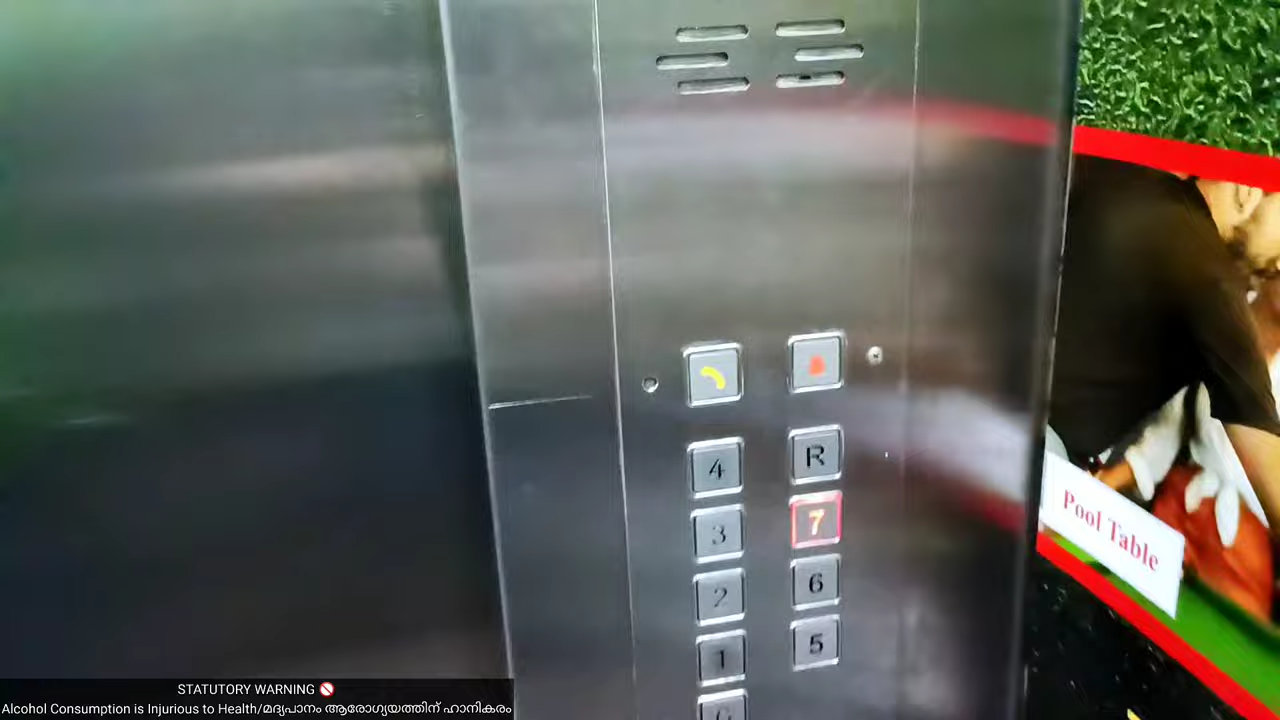 4
R
3
7
2
6
1
5
Pool Table
STATUTORY WARNING 🚫
Alcohol Consumption is Injurious to Health/മദ്യപാനം ആരോഗ്യയത്തിന് ഹാനികരം